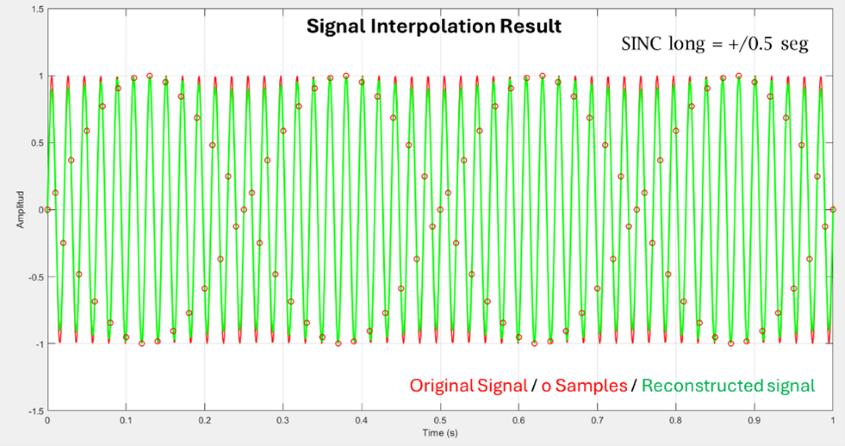 Signal Interpolation Result
SINC long = +/0.5 seg
1.5
1
0.5
0
-0.5
-1
-1.5
Amplitud
Original Signal / o Samples / Reconstructed signal
0 0.1 0.2 0.3 0.4 0.5 0.6 0.7 0.8 0.9 1
Time (s)